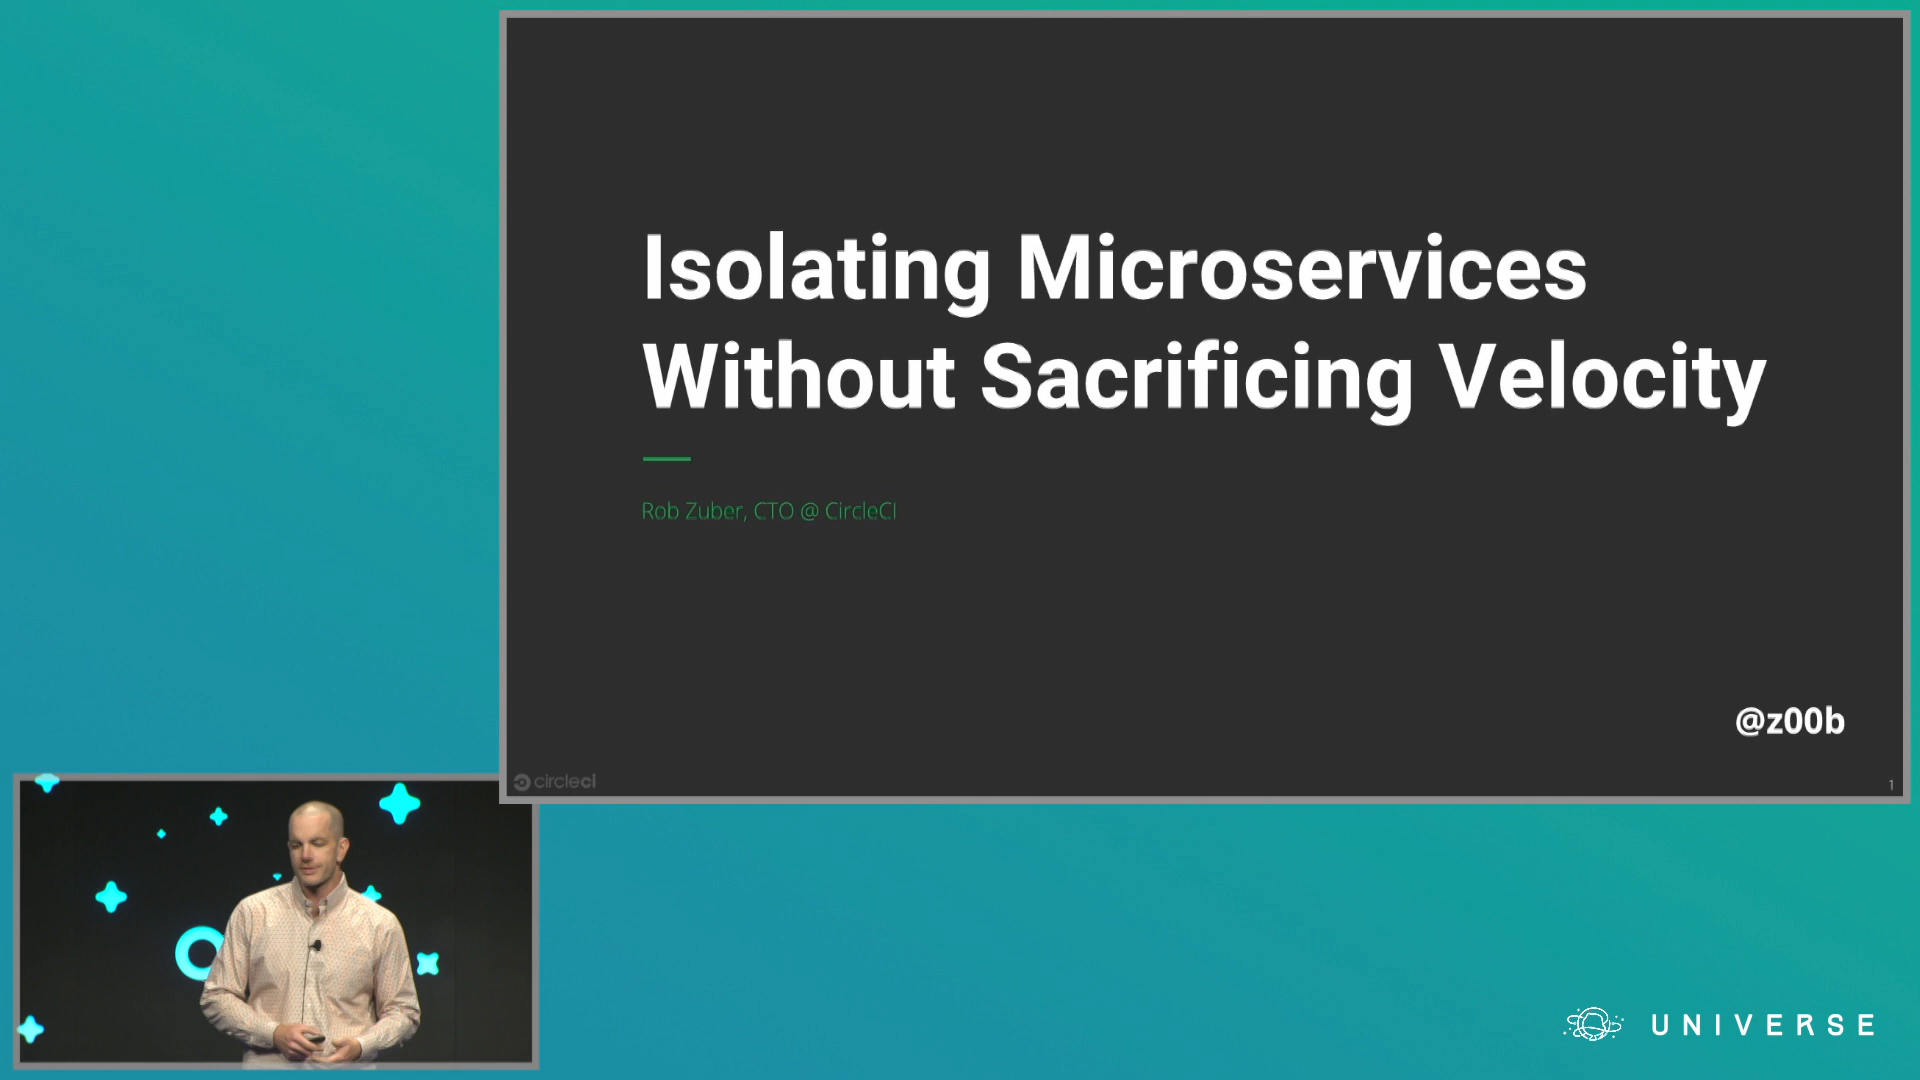 Isolating Microservices
Without Sacrificing Velocity
Rob Zuber, CTO @ CircleCI
@z00b
circleci
1
UNIVERSE